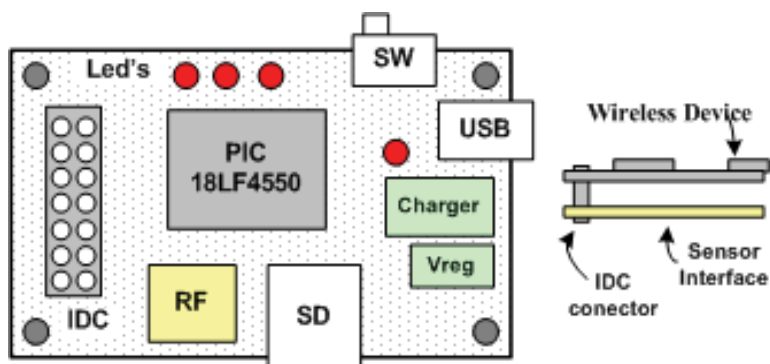 Led's
SW
USB
PIC
18LF4550
Charger
Vreg
IDC
RF
SD
Wireless Device
IDC
conector
Sensor
Interface